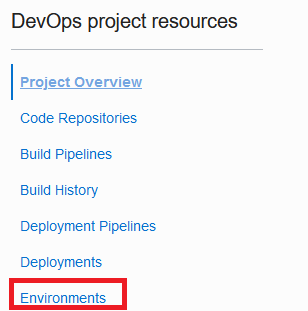 DevOps project resources
Project Overview
Code Repositories
Build Pipelines
Build History
Deployment Pipelines
Deployments
Environments